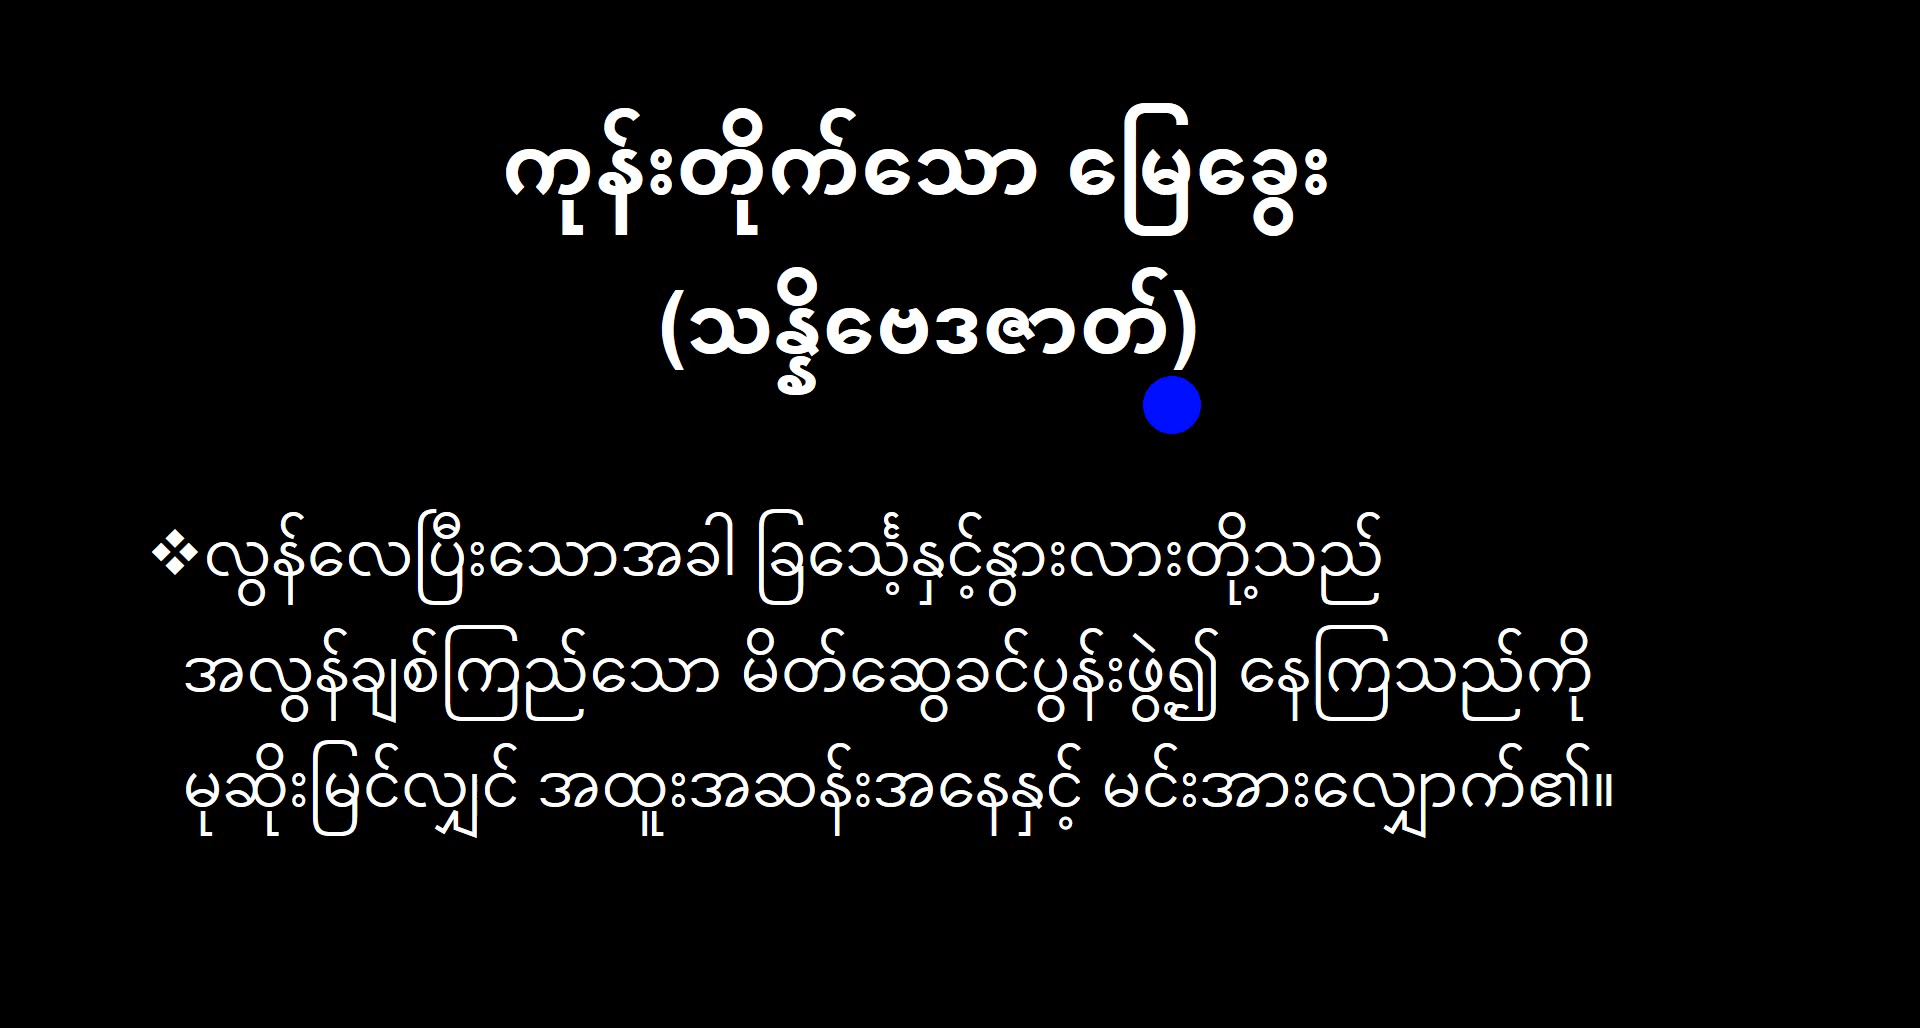 ကုန်းတိုက်သော မြေခွေး
(သန္ဓိဗေဒဇာတ်)
❖လွန်လေပြီးသောအခါ ခြင်္သေ့နှင့်နွားလားတို့သည်
အလွန်ချစ်ကြည်သော မိတ်ဆွေခင်ပွန်းဖွဲ့၍ နေကြသည်ကို
မုဆိုးမြင်လျှင် အထူးအဆန်းအနေနှင့် မင်းအားလျှောက်၏။